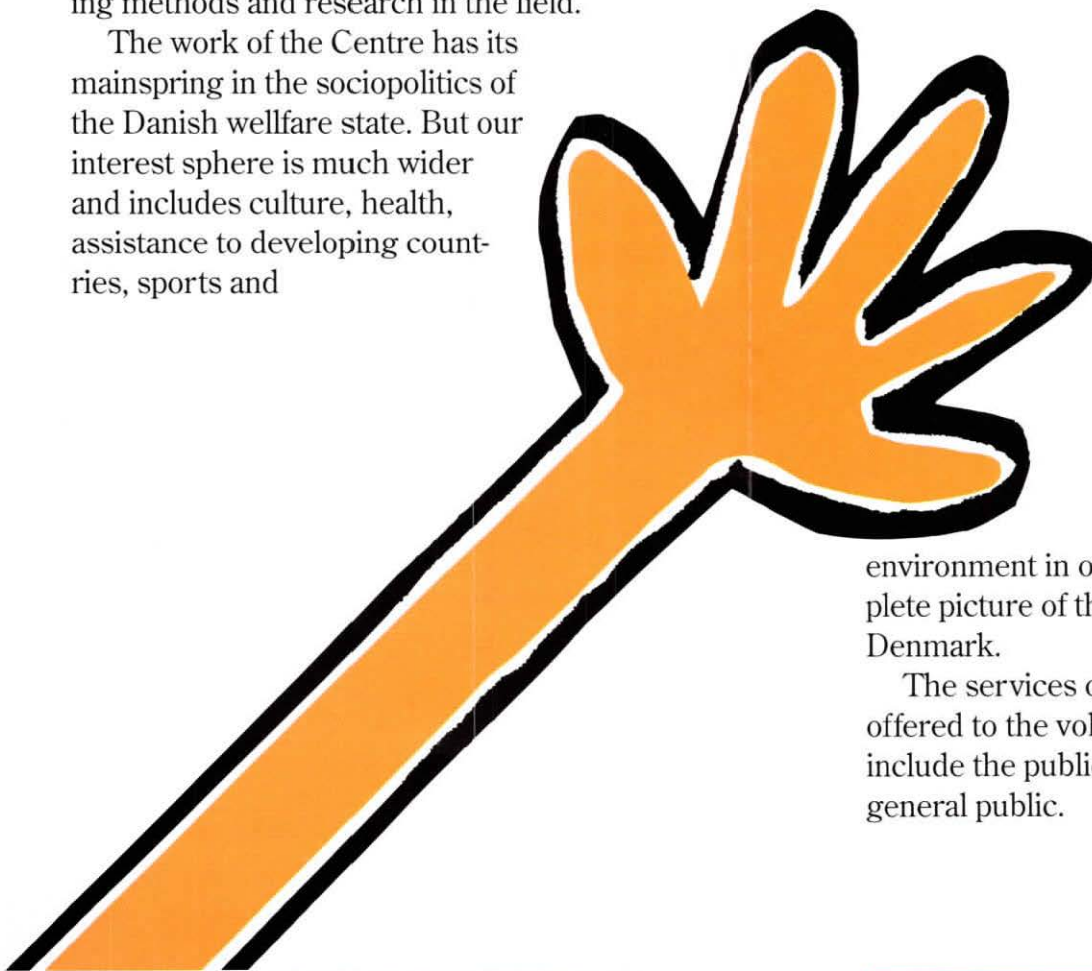 ing methods and research in the field.
The work of the Centre has its
mainspring in the sociopolitics of
the Danish wellfare state. But our
interest sphere is much wider
and includes culture, health,
assistance to developing count-
ries, sports and
environment in
plete picture of
Denmark.
The services
offered to the
include the
general public.